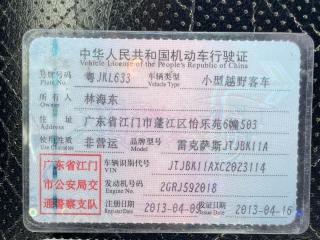 中华人民共和国机动车行驶证
Vehicle License of the People's Republic of China
号牌号码 粤JKL633 车辆类型 小型越野客车
Plate No. Vehicle Type
所有人 林海东
Owner
住址 广东省江门市蓬江区怡乐苑6幢503
Address
使用性质 非营运 品牌型号 雷克萨斯JTJBK11A
Use Character Model
广东省江门市公安局交通警察支队
车辆识别代号 JTJBK11AXC2023114
VIN
发动机号码 2GRJ592018
Engine No.
注册日期 2013-04-09 发证日期 2013-04-16
Register Date Issue Date